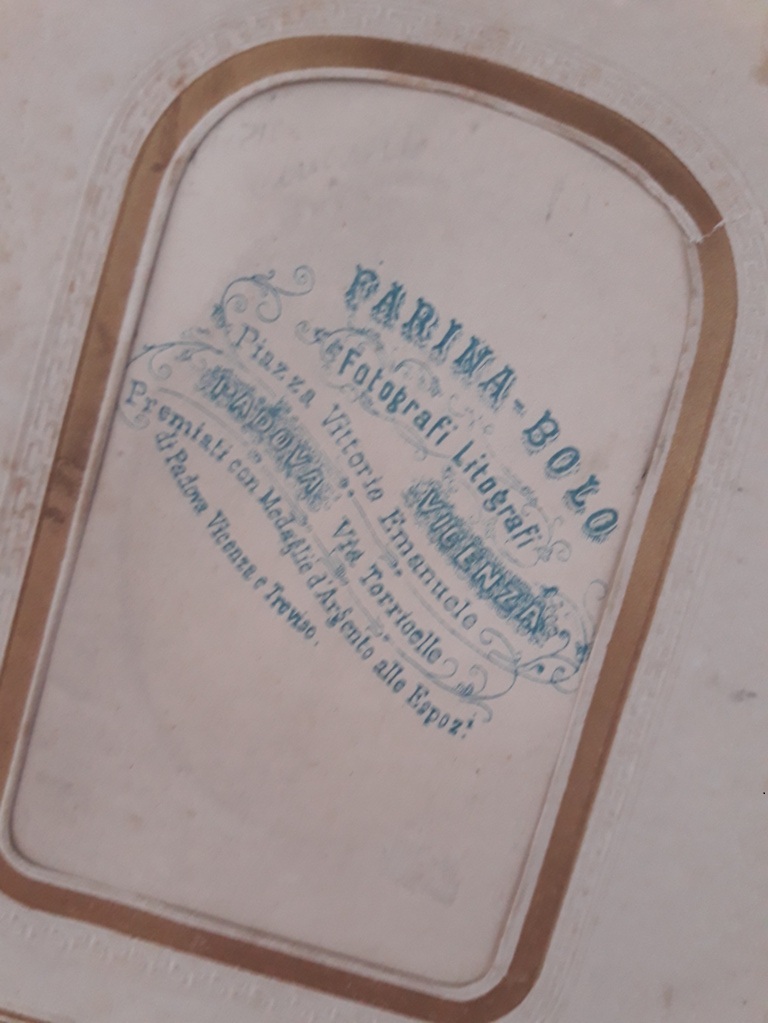 FARINA-BOLO
Fotografi Litografi
VICENZA
Piazza Vittorio Emanuele
PADOVA
Via Torricelle
Premiati con Medaglie d'Argento alle Espoz.i
di Padova Vicenza e Treviso.